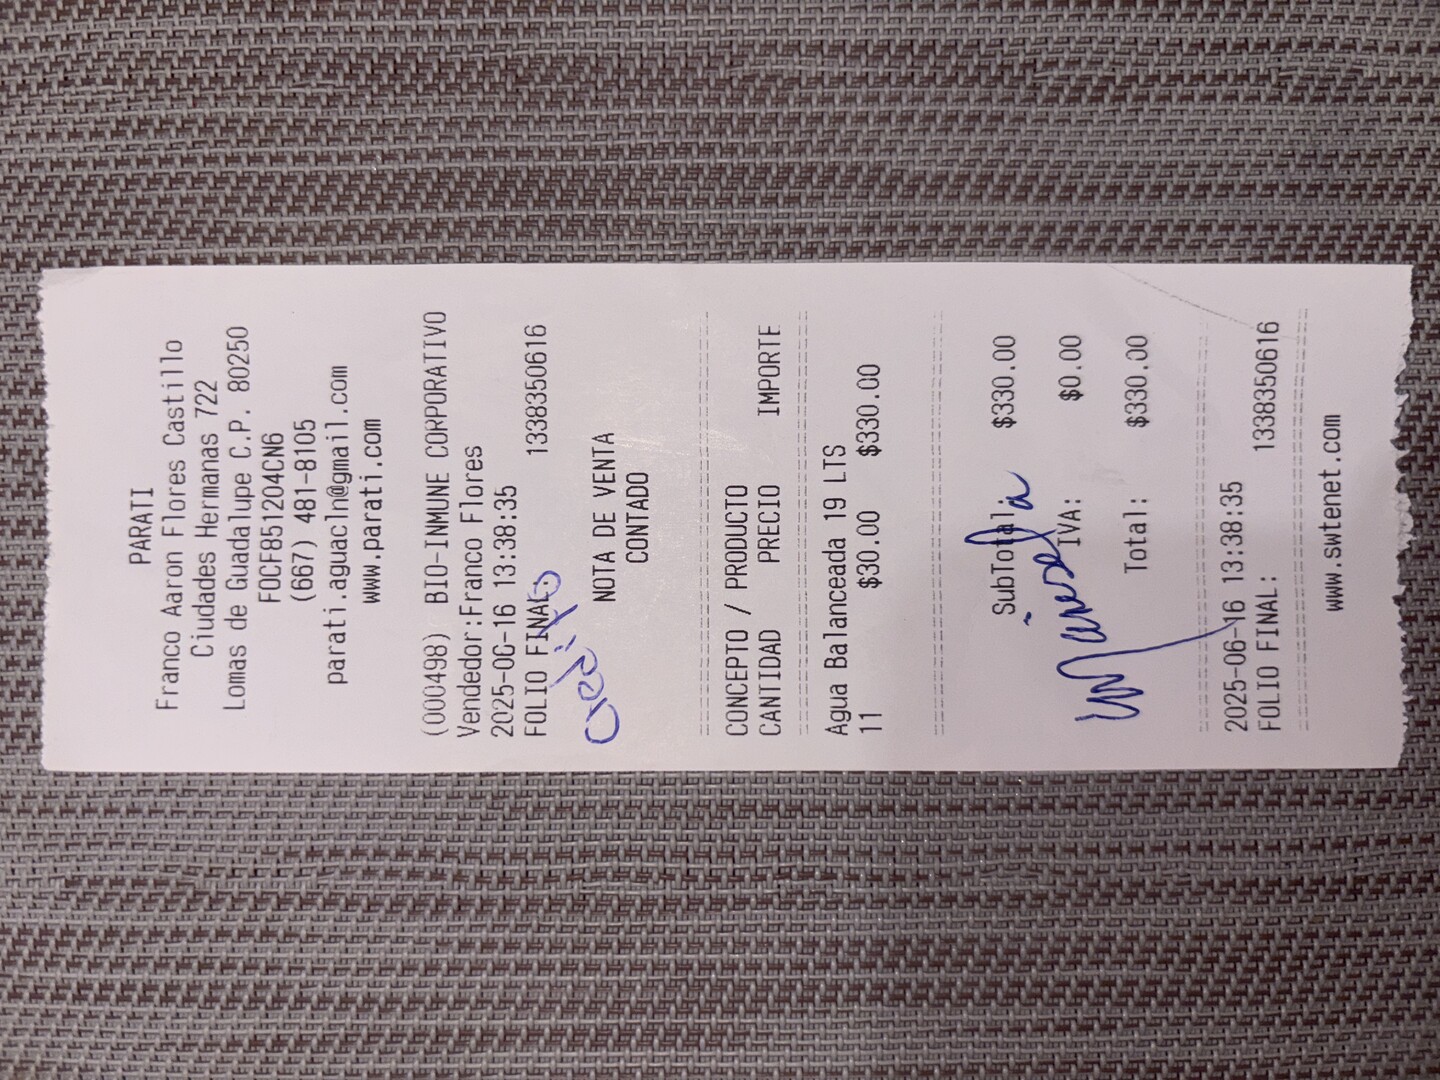 PARATI
Franco Aaron Flores Castillo
Ciudades Hermanas 722
Lomas de Guadalupe C.P. 80250
FOCF851204CN6
(667) 481-8105
parati.aguacln@gmail.com
www.parati.com
(000498) BIO-INMUNE CORPORATIVO
Vendedor:Franco Flores
2025-0C-16 13:38:35
FOLIO FINAL: 1338350616
Crédito
NOTA DE VENTA
CONTADO
CONCEPTO / PRODUCTO
CANTIDAD PRECIO IMPORTE
Agua Balanceada 19 LTS
11 $30.00 $330.00
SubTotal: $330.00
IVA: $0.00
Total: $330.00
2025-06-16 13:38:35
FOLIO FINAL: 1338350616
www.swtenet.com